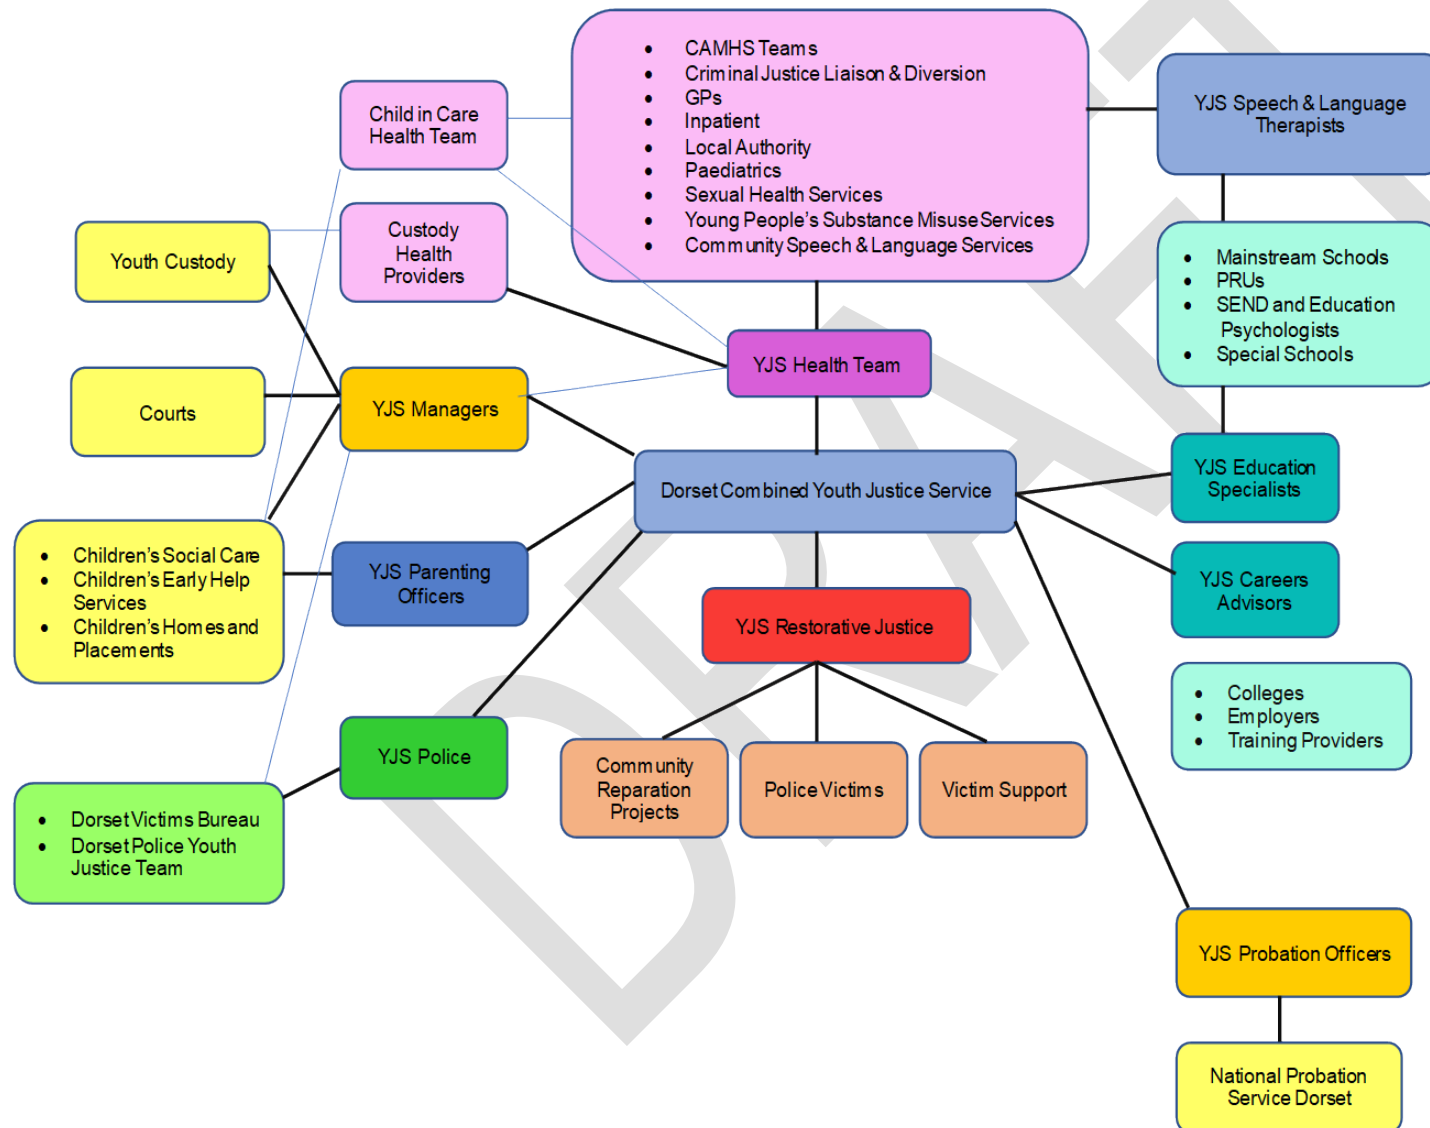 • CAMHS Teams
• Criminal Justice Liaison & Diversion
• GPs
• Inpatient
• Local Authority
• Paediatrics
• Sexual Health Services
• Young People's Substance Misuse Services
• Community Speech & Language Services
YJS Speech & Language
Therapists
Child in Care
Health Team
Custody
Health
Providers
Youth Custody
• Mainstream Schools
• PRUs
• SEND and Education
Psychologists
• Special Schools
YJS Health Team
Courts
YJS Managers
Dorset Combined Youth Justice Service
YJS Education
Specialists
• Children's Social Care
• Children's Early Help
Services
• Children's Homes and
Placements
YJS Parenting
Officers
YJS Careers
Advisors
YJS Restorative Justice
• Colleges
• Employers
• Training Providers
YJS Police
Community
Reparation
Projects
Police Victims
Victim Support
• Dorset Victims Bureau
• Dorset Police Youth
Justice Team
YJS Probation Officers
National Probation
Service Dorset
DRAFT